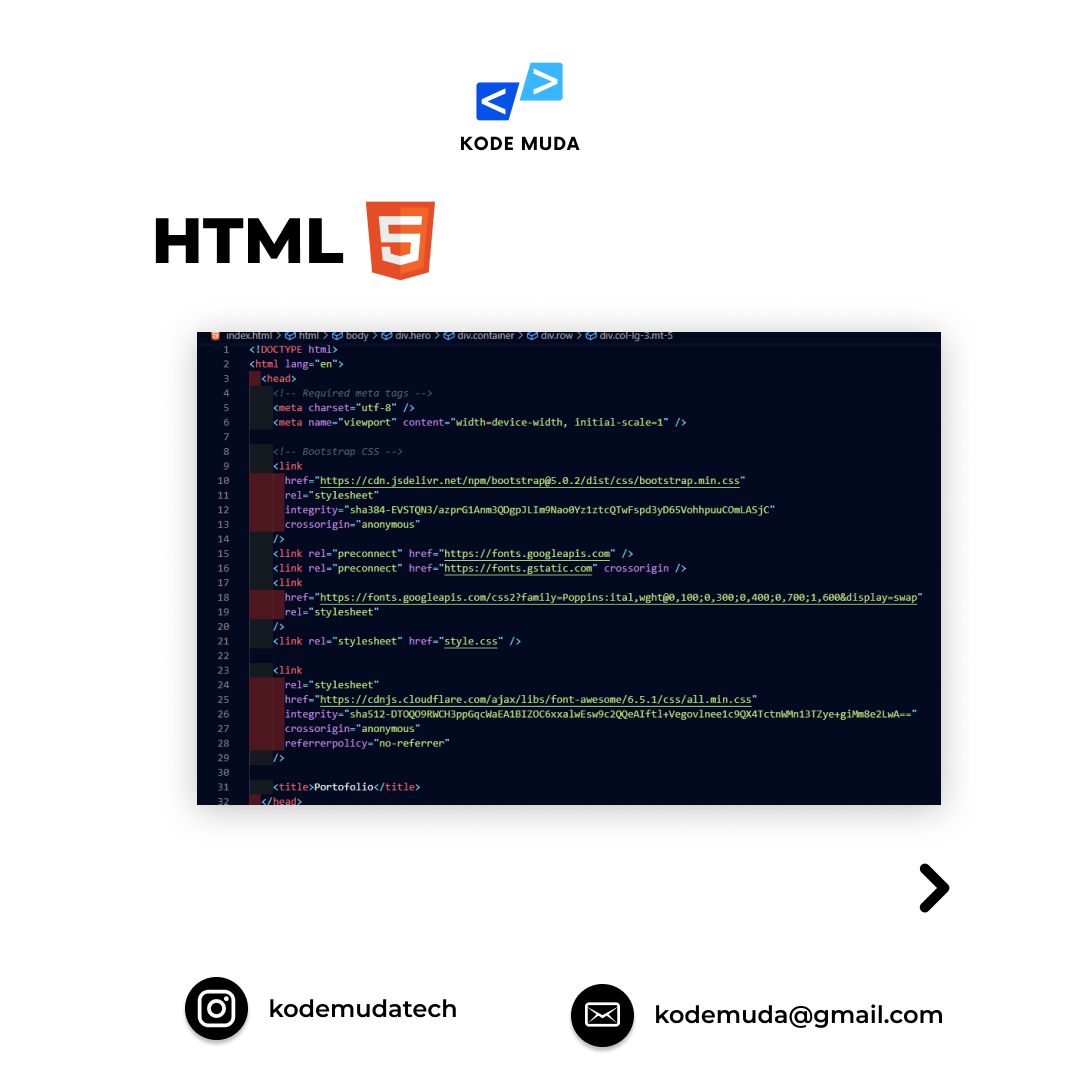 < >
KODE MUDA
HTML 5
index.html > html > body > div.hero > div.container > div.row > div.col-lg-3.mt-5
1 <!DOCTYPE html>
2 <html lang="en">
3 <head>
4 <!-- Required meta tags -->
5 <meta charset="utf-8" />
6 <meta name="viewport" content="width=device-width, initial-scale=1" />
7
8 <!-- Bootstrap CSS -->
9 <link
10 href="https://cdn.jsdelivr.net/npm/bootstrap@5.0.2/dist/css/bootstrap.min.css"
11 rel="stylesheet"
12 integrity="sha384-EVSTQN3/azprG1Anm3QDgpJLIm9Nao0Yz1ztcQTwFspd3yD65VohhpuuCOmLASjC"
13 crossorigin="anonymous"
14 />
15 <link rel="preconnect" href="https://fonts.googleapis.com" />
16 <link rel="preconnect" href="https://fonts.gstatic.com" crossorigin />
17 <link
18 href="https://fonts.googleapis.com/css2?family=Poppins:ital,wght@0,100;0,300;0,400;0,700;1,600&display=swap"
19 rel="stylesheet"
20 />
21 <link rel="stylesheet" href="style.css" />
22
23 <link
24 rel="stylesheet"
25 href="https://cdnjs.cloudflare.com/ajax/libs/font-awesome/6.5.1/css/all.min.css"
26 integrity="sha512-DTOQO9RWCH3ppGqcWaEA1BIZOC6xxalwEsw9c2QQeAIftl+Vegovlnee1c9QX4TctnWMn13TZye+giMm8e2LwA=="
27 crossorigin="anonymous"
28 referrerpolicy="no-referrer"
29 />
30
31 <title>Portofolio</title>
32 </head>
kodemudatech
kodemuda@gmail.com